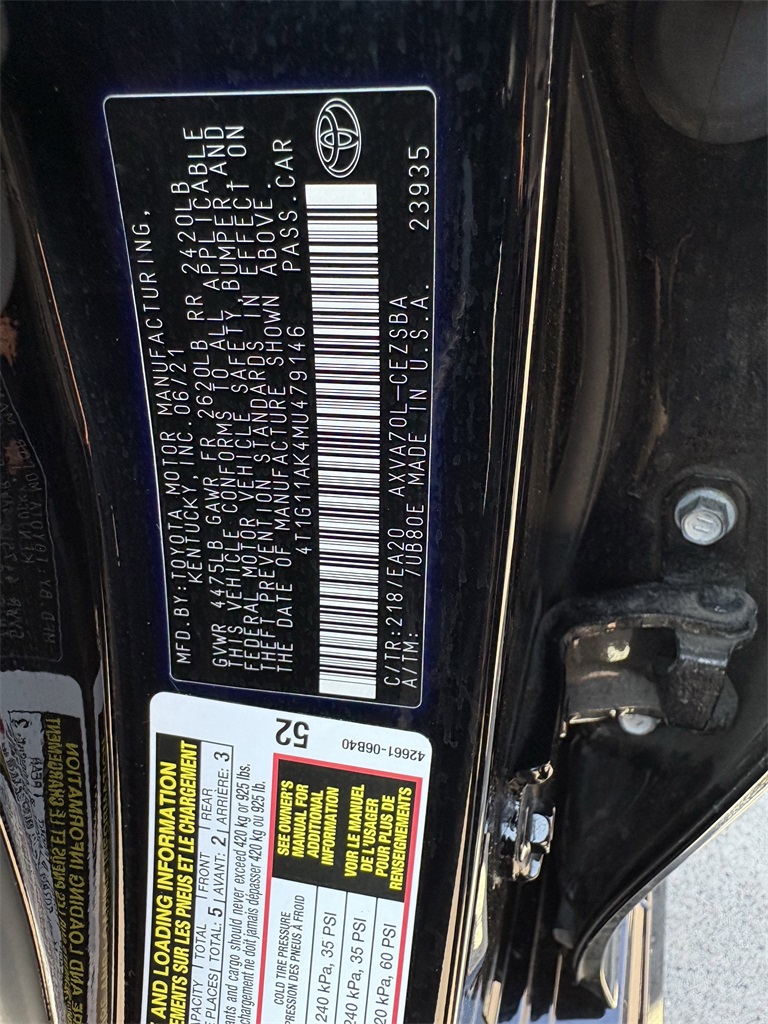 MFD.BY:TOYOTA MOTOR MANUFACTURING,
KENTUCKY, INC. 06/21
GVWR 4475LB GAWR FR 2620LB RR 2420LB
THIS VEHICLE CONFORMS TO ALL APPLICABLE
FEDERAL MOTOR VEHICLE SAFETY, BUMPER, AND
THEFT PREVENTION STANDARDS IN EFFECT ON
THE DATE OF MANUFACTURE SHOWN ABOVE.
4T1G11AK4MU479146 PASS.CAR
C/TR:218/EA20 AXVA70L-CEZSBA
A/TM: /UB80E MADE IN U.S.A. 23935
E AND LOADING INFORMATION
EMENTS SUR LES PNEUS ET LE CHARGEMENT
APACITY TOTAL FRONT REAR
E PLACES TOTAL: 5 AVANT: 2 ARRIÈRE: 3
ants and cargo should never exceed 420 kg or 925 lbs.
chargement ne doit jamais dépasser 420 kg ou 925 lb.
52
42661-06B40
COLD TIRE PRESSURE
PRESSION DES PNEUS À FROID
240 kPa, 35 PSI
240 kPa, 35 PSI
20 kPa, 60 PSI
SEE OWNER'S
MANUAL FOR
ADDITIONAL
INFORMATION
VOIR LE MANUEL
DE L'USAGER
POUR PLUS DE
RENSEIGNEMENTS